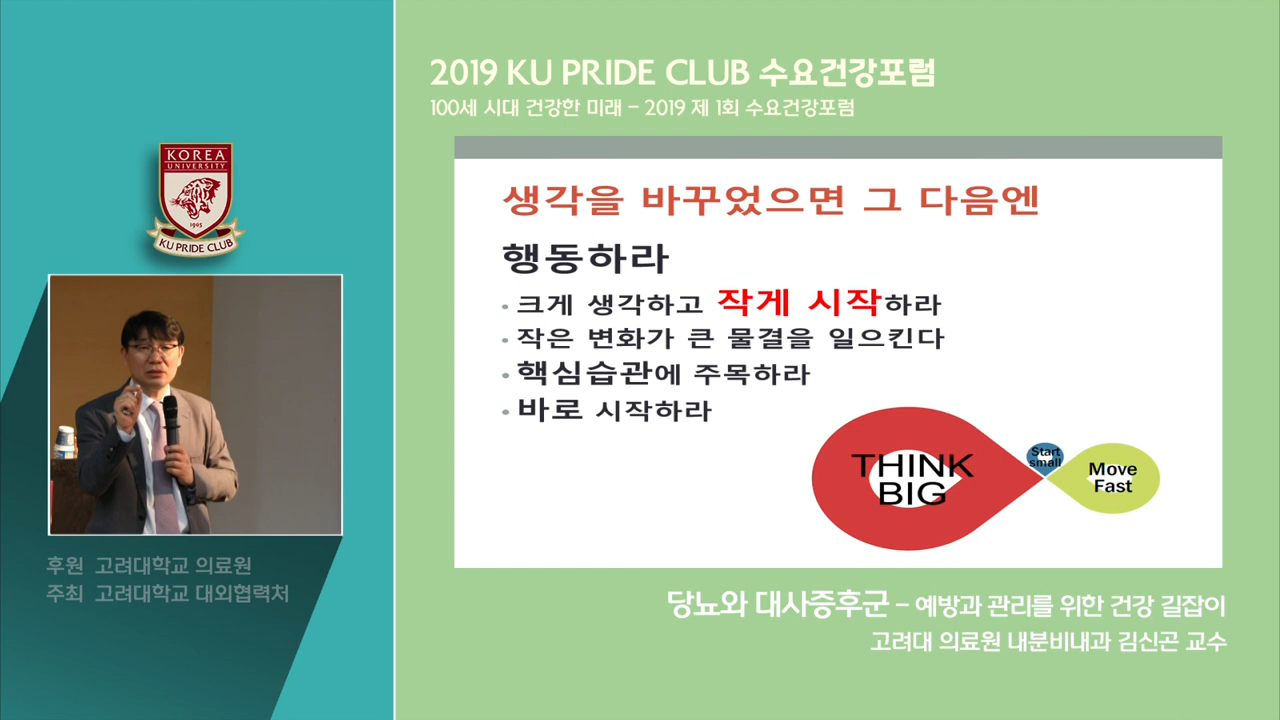 2019 KU PRIDE CLUB 수요건강포럼
100세 시대 건강한 미래 – 2019 제 1회 수요건강포럼
KOREA
UNIVERSITY
1905
KU PRIDE CLUB
생각을 바꾸었으면 그 다음엔
행동하라
• 크게 생각하고 작게 시작하라
• 작은 변화가 큰 물결을 일으킨다
• 핵심습관에 주목하라
• 바로 시작하라
THINK
BIG
Start
small
Move
Fast
후원 고려대학교 의료원
주최 고려대학교 대외협력처
당뇨와 대사증후군 – 예방과 관리를 위한 건강 길잡이
고려대 의료원 내분비내과 김신곤 교수